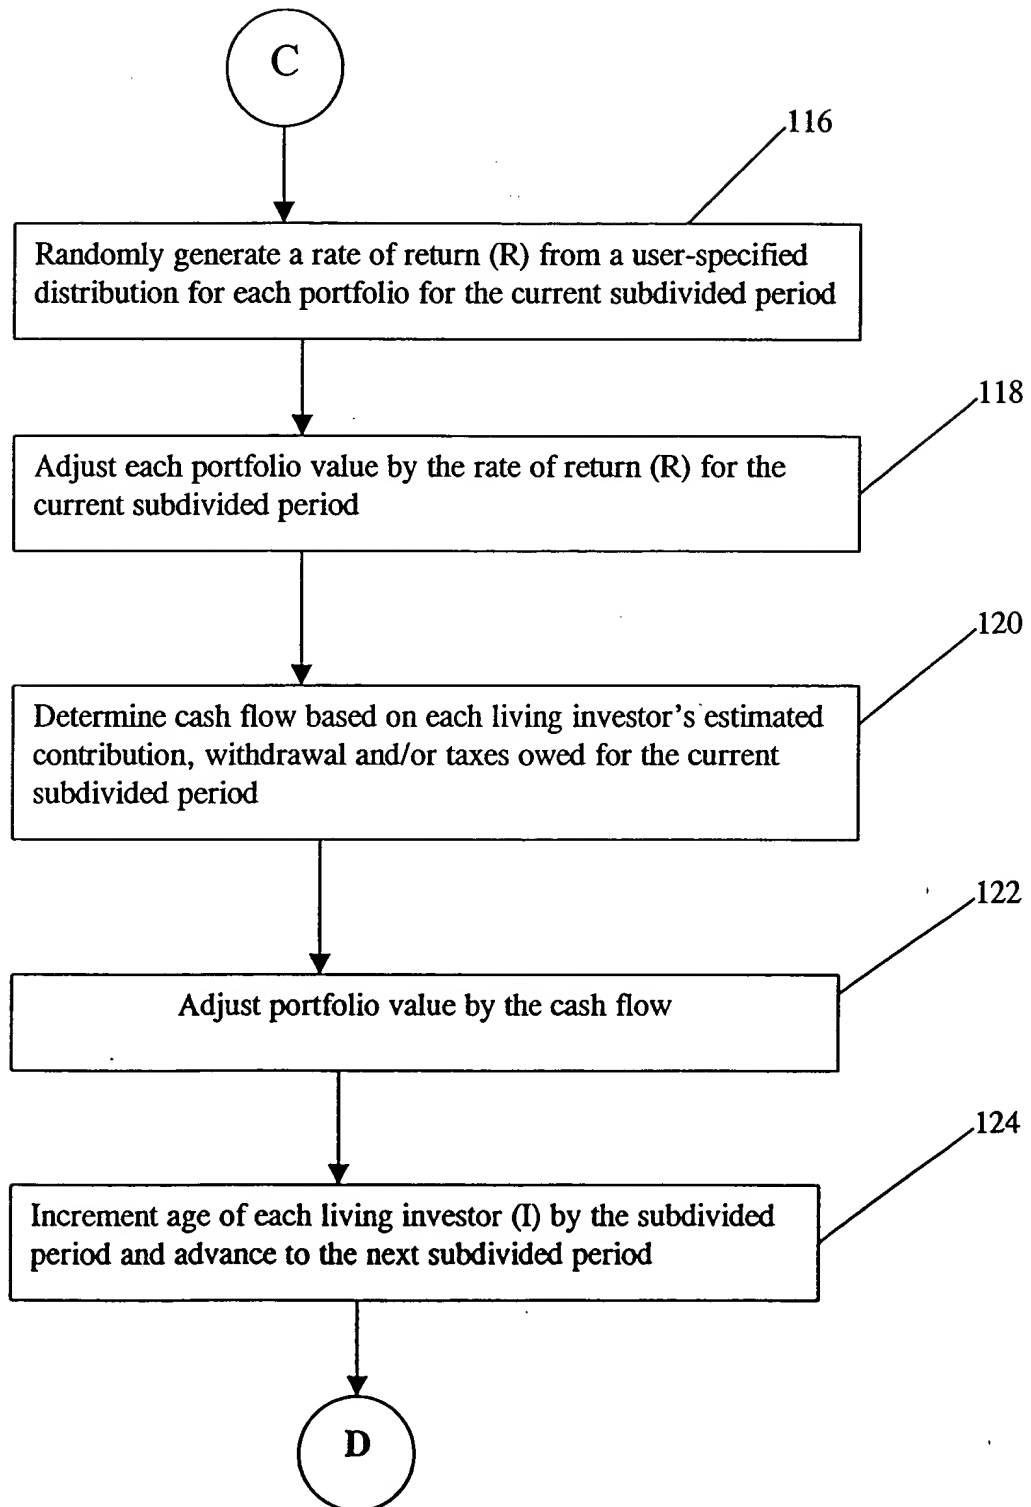 C
116
Randomly generate a rate of return (R) from a user-specified
distribution for each portfolio for the current subdivided period
118
Adjust each portfolio value by the rate of return (R) for the
current subdivided period
120
Determine cash flow based on each living investor's estimated
contribution, withdrawal and/or taxes owed for the current
subdivided period
122
Adjust portfolio value by the cash flow
124
Increment age of each living investor (I) by the subdivided
period and advance to the next subdivided period
D